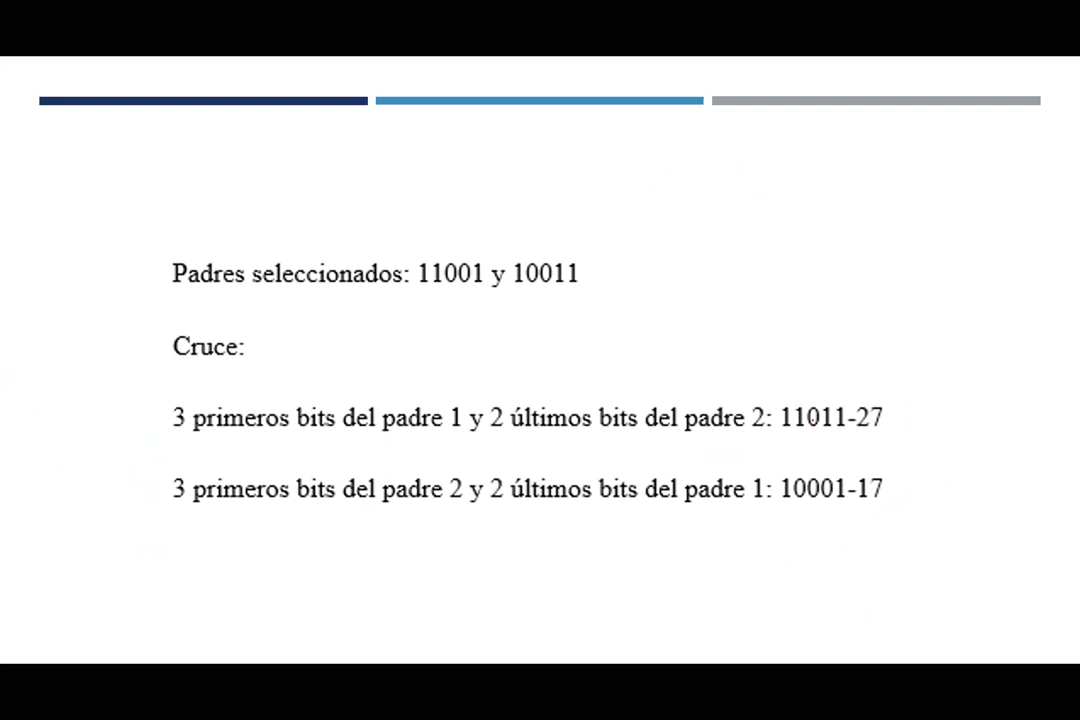 Padres seleccionados: 11001 y 10011
Cruce:
3 primeros bits del padre 1 y 2 últimos bits del padre 2: 11011-27
3 primeros bits del padre 2 y 2 últimos bits del padre 1: 10001-17